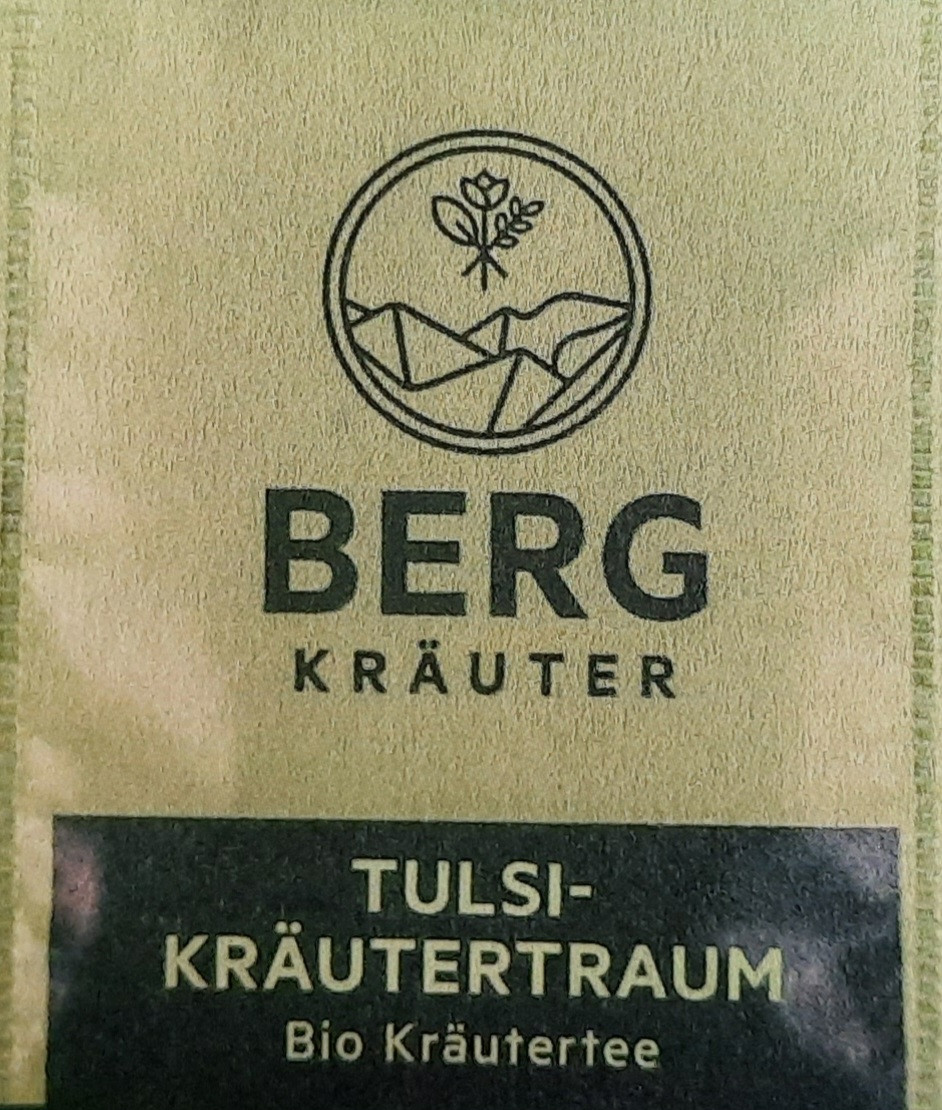 BERG
KRÄUTER
TULSI-
KRÄUTERTRAUM
Bio Kräutertee